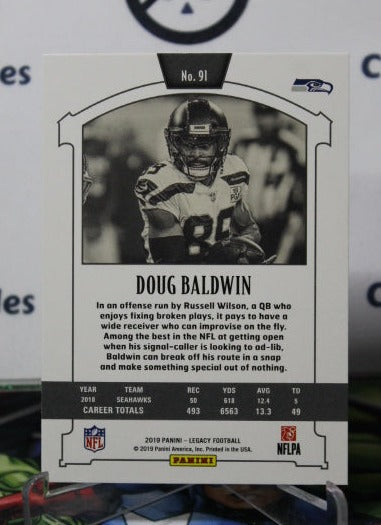 No. 91
bles
C
89
DOUG BALDWIN
In an offense run by Russell Wilson, a QB who
enjoys fixing broken plays, it pays to have a
wide receiver who can improvise on the fly.
Among the best in the NFL at getting open
when his signal-caller is looking to ad-lib,
Baldwin can break off his route in a snap
and make something special out of nothing.
YEAR TEAM REC YDS AVG TD
2018 SEAHAWKS 50 618 12.4 5
CAREER TOTALS 493 6563 13.3 49
NFL
2019 PANINI – LEGACY FOOTBALL
© 2019 Panini America, Inc. Printed in the USA.
PANINI
NFLPA
les
Co